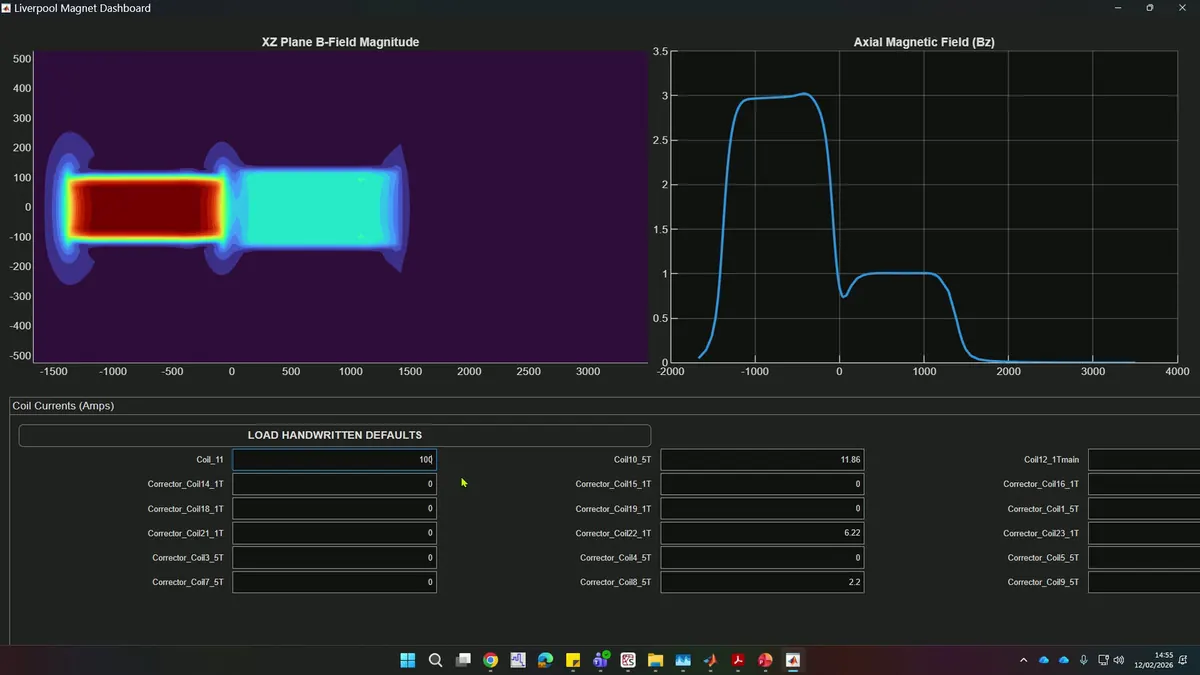 Liverpool Magnet Dashboard
XZ Plane B-Field Magnitude
500
400
300
200
100
0
-100
-200
-300
-400
-500
-1500 -1000 -500 0 500 1000 1500 2000 2500 3000
Axial Magnetic Field (Bz)
3.5
3
2.5
2
1.5
1
0.5
0
-2000 -1000 0 1000 2000 3000 4000
Coil Currents (Amps)
LOAD HANDWRITTEN DEFAULTS
Coil_11 100 Coil10_5T 11.86 Coil12_1Tmain
Corrector_Coil14_1T 0 Corrector_Coil15_1T 0 Corrector_Coil16_1T
Corrector_Coil18_1T 0 Corrector_Coil19_1T 0 Corrector_Coil1_5T
Corrector_Coil21_1T 0 Corrector_Coil22_1T 6.22 Corrector_Coil23_1T
Corrector_Coil3_5T 0 Corrector_Coil4_5T 0 Corrector_Coil5_5T
Corrector_Coil7_5T 0 Corrector_Coil8_5T 2.2 Corrector_Coil9_5T
14:55
12/02/2026